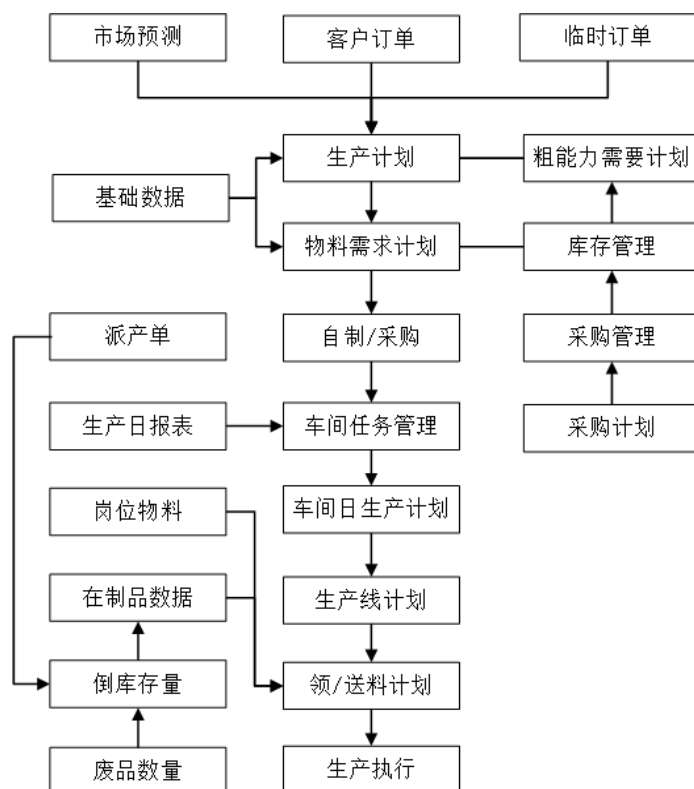 市场预测
客户订单
临时订单
生产计划
粗能力需要计划
基础数据
物料需求计划
库存管理
派产单
自制/采购
采购管理
生产日报表
车间任务管理
采购计划
岗位物料
车间日生产计划
在制品数据
生产线计划
倒库存量
领/送料计划
废品数量
生产执行